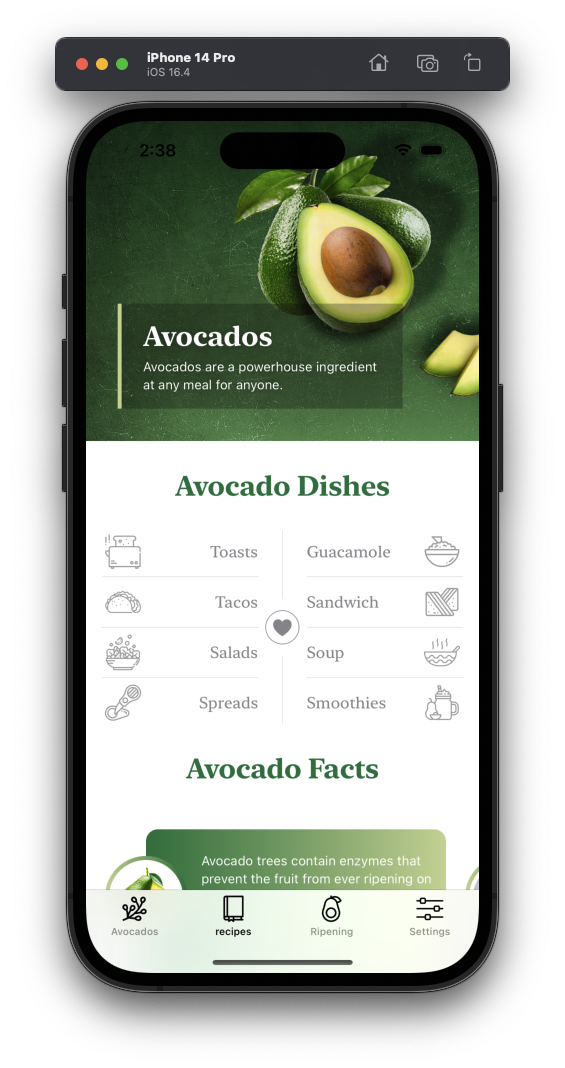 iPhone 14 Pro
iOS 16.4
2:38
Avocados
Avocados are a powerhouse ingredient
at any meal for anyone.
Avocado Dishes
Toasts
Guacamole
Tacos
Sandwich
Salads
Soup
Spreads
Smoothies
Avocado Facts
Avocado trees contain enzymes that
prevent the fruit from ever ripening on
Avocados
recipes
Ripening
Settings